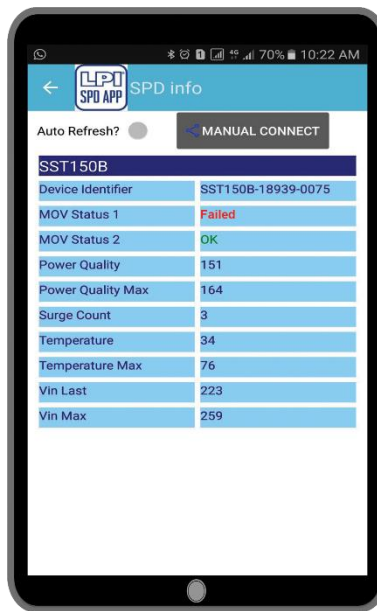 4G 70% 10:22 AM
LPI
SPD APP
SPD info
Auto Refresh?
MANUAL CONNECT
SST150B
Device Identifier SST150B-18939-0075
MOV Status 1 Failed
MOV Status 2 OK
Power Quality 151
Power Quality Max 164
Surge Count 3
Temperature 34
Temperature Max 76
Vin Last 223
Vin Max 259